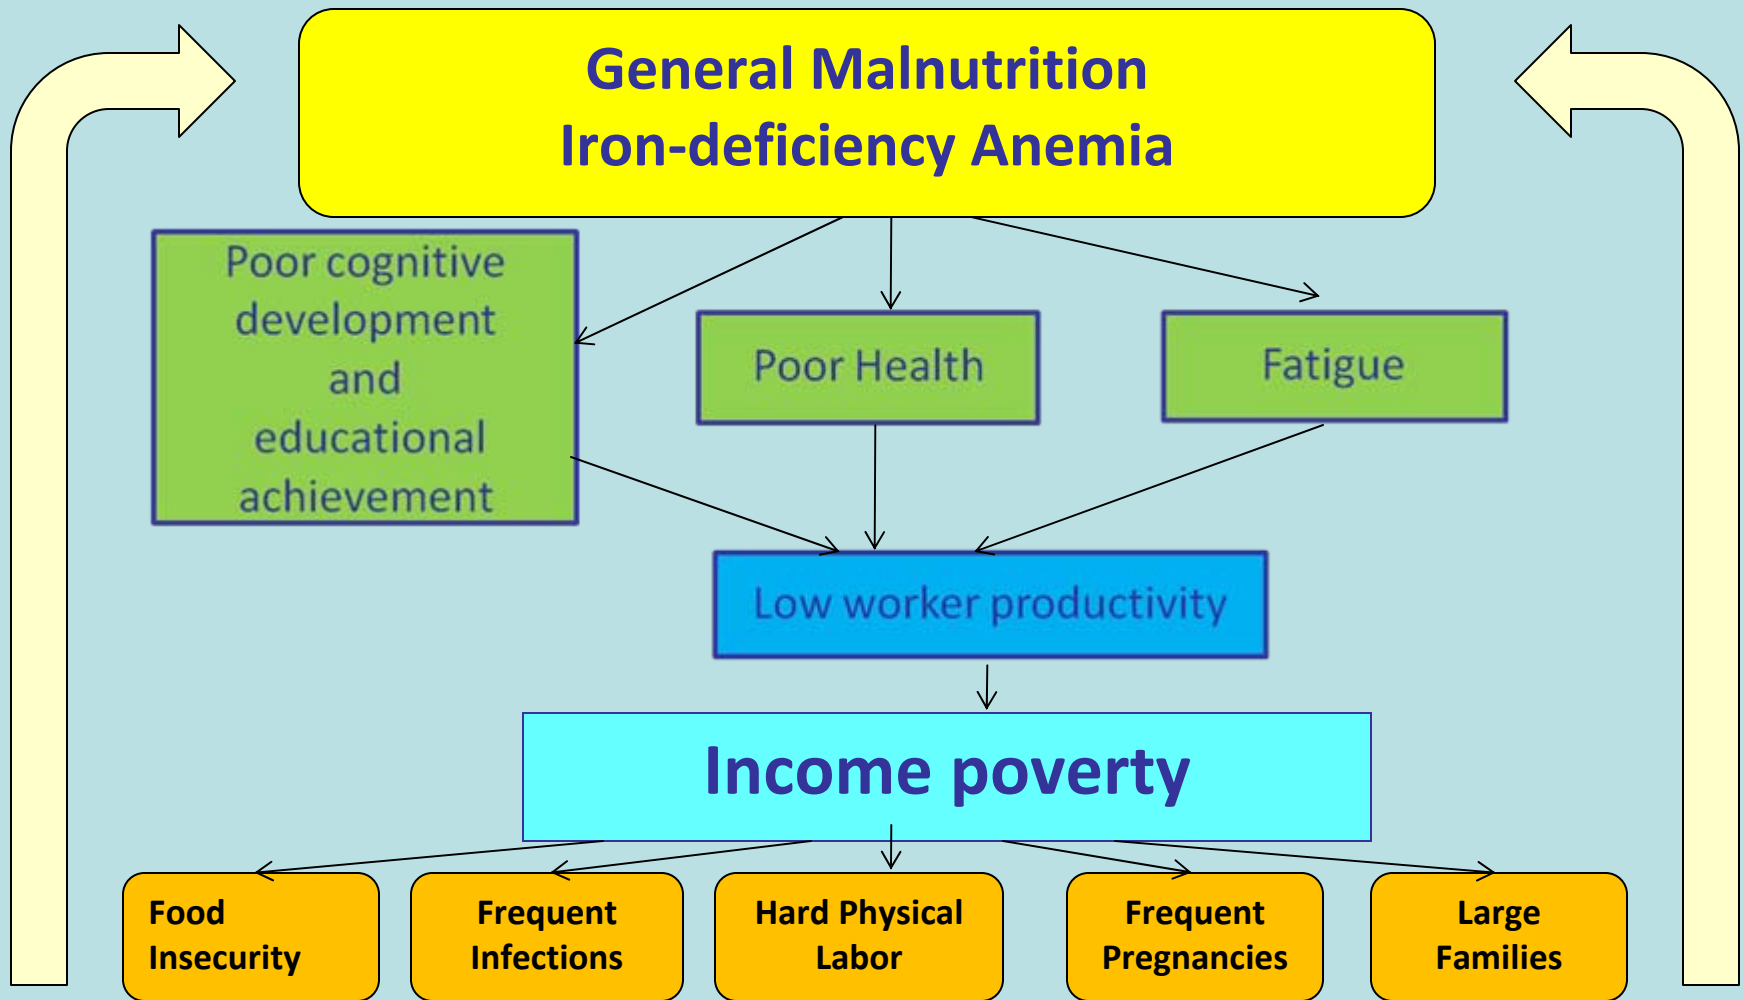 General Malnutrition
Iron-deficiency Anemia
Poor cognitive
development
and
educational
achievement
Poor Health
Fatigue
Low worker productivity
Income poverty
Food
Insecurity
Frequent
Infections
Hard Physical
Labor
Frequent
Pregnancies
Large
Families